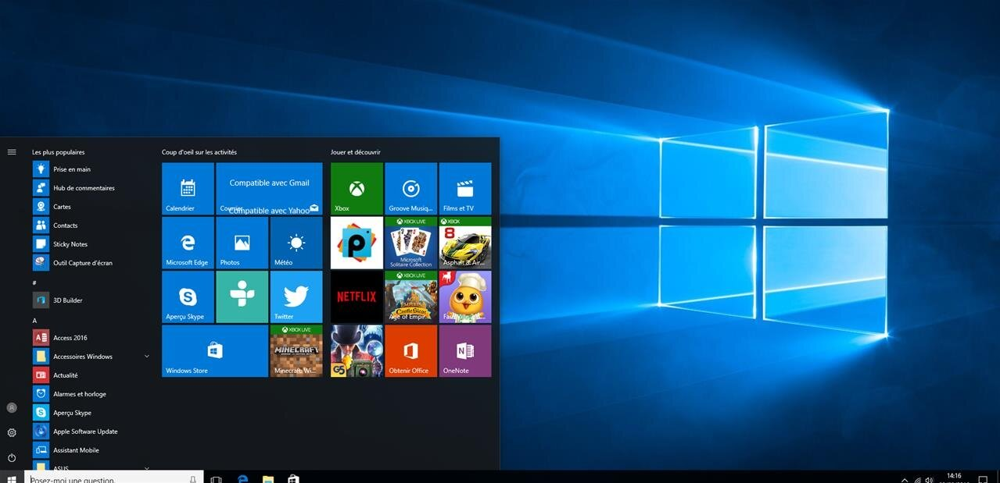 Les plus populaires
Prise en main
Hub de commentaires
Cartes
Contacts
Sticky Notes
Outil Capture d'écran
#
3D Builder
A
Access 2016
Accessoires Windows
Actualité
Alarmes et horloge
Aperçu Skype
Apple Software Update
Assistant Mobile
ASUS
Coup d'oeil sur les activités
Calendrier
Compatible avec Gmail
Courrier
Compatible avec Yahoo
Microsoft Edge
Photos
Météo
Aperçu Skype
Twitter
Windows Store
XBOX LIVE
MINECRAFT
Minecraft: Wi...
Jouer et découvrir
Xbox
Groove Musiq...
Films et TV
XBOX LIVE
Microsoft
Solitaire Collection
XBOX
8
Asphalt 8: Air...
NETFLIX
XBOX LIVE
AGE OF
EMPIRES
Castle Siege
Age of Empir...
G5
Obtenir Office
OneNote
Posez-moi une question.
14:16